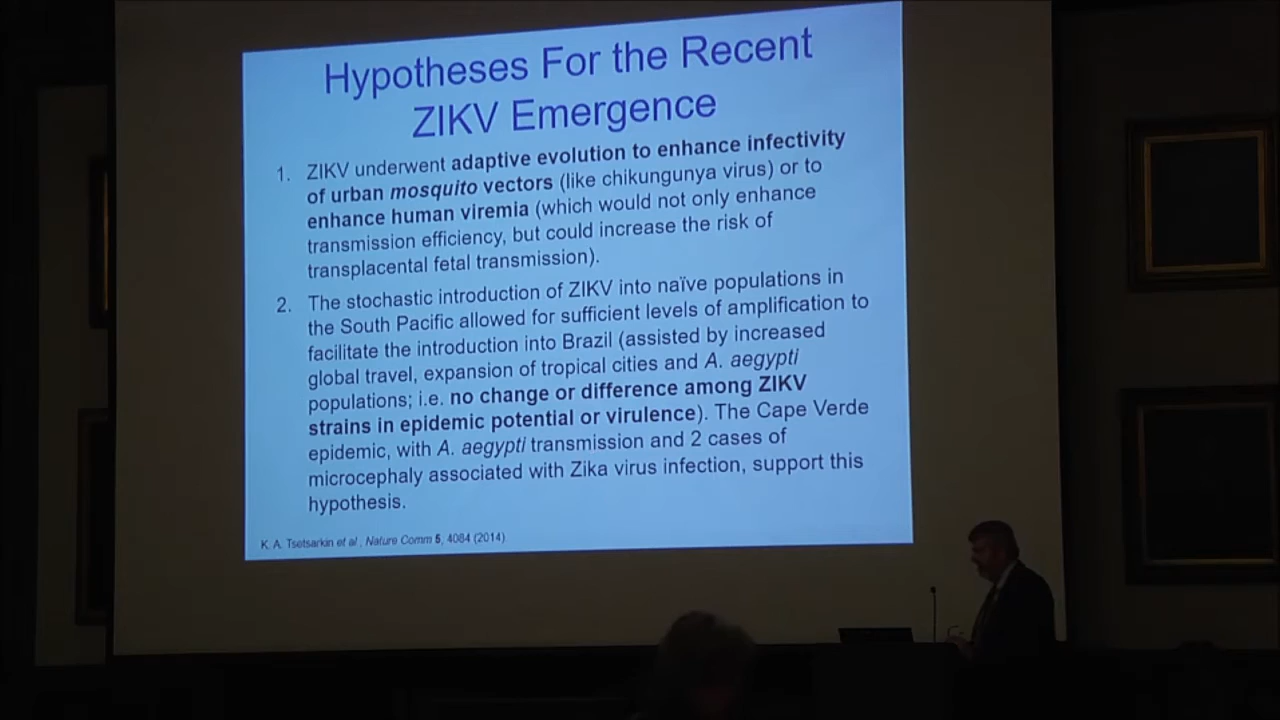 Hypotheses For the Recent
ZIKV Emergence
1. ZIKV underwent adaptive evolution to enhance infectivity
of urban mosquito vectors (like chikungunya virus) or to
enhance human viremia (which would not only enhance
transmission efficiency, but could increase the risk of
transplacental fetal transmission).
2. The stochastic introduction of ZIKV into naïve populations in
the South Pacific allowed for sufficient levels of amplification to
facilitate the introduction into Brazil (assisted by increased
global travel, expansion of tropical cities and A. aegypti
populations; i.e. no change or difference among ZIKV
strains in epidemic potential or virulence). The Cape Verde
epidemic, with A. aegypti transmission and 2 cases of
microcephaly associated with Zika virus infection, support this
hypothesis.
K. A. Tsetsarkin et al., Nature Comm 5, 4084 (2014)